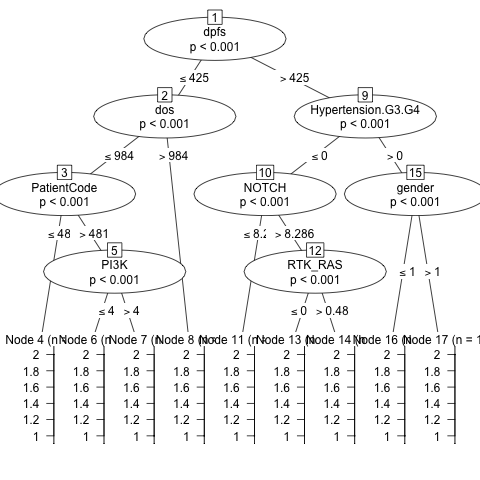 1
dpfs
p < 0.001
≤ 425
> 425
2
dos
p < 0.001
9
Hypertension.G3.G4
p < 0.001
≤ 984
> 984
≤ 0
> 0
3
PatientCode
p < 0.001
10
NOTCH
p < 0.001
15
gender
p < 0.001
≤ 48
> 481
≤ 8.
> 8.286
5
PI3K
p < 0.001
12
RTK_RAS
p < 0.001
≤ 1
> 1
≤ 4
> 4
≤ 0
> 0.48
Node 4 (n
Node 6 (n
Node 7 (n
Node 8 (n
Node 11 (n
Node 13 (n
Node 14
Node 16 (n
Node 17 (n = 1
2 2 2 2 2 2 2 2 2
1.8 1.8 1.8 1.8 1.8 1.8 1.8 1.8 1.8
1.6 1.6 1.6 1.6 1.6 1.6 1.6 1.6 1.6
1.4 1.4 1.4 1.4 1.4 1.4 1.4 1.4 1.4
1.2 1.2 1.2 1.2 1.2 1.2 1.2 1.2 1.2
1 1 1 1 1 1 1 1 1